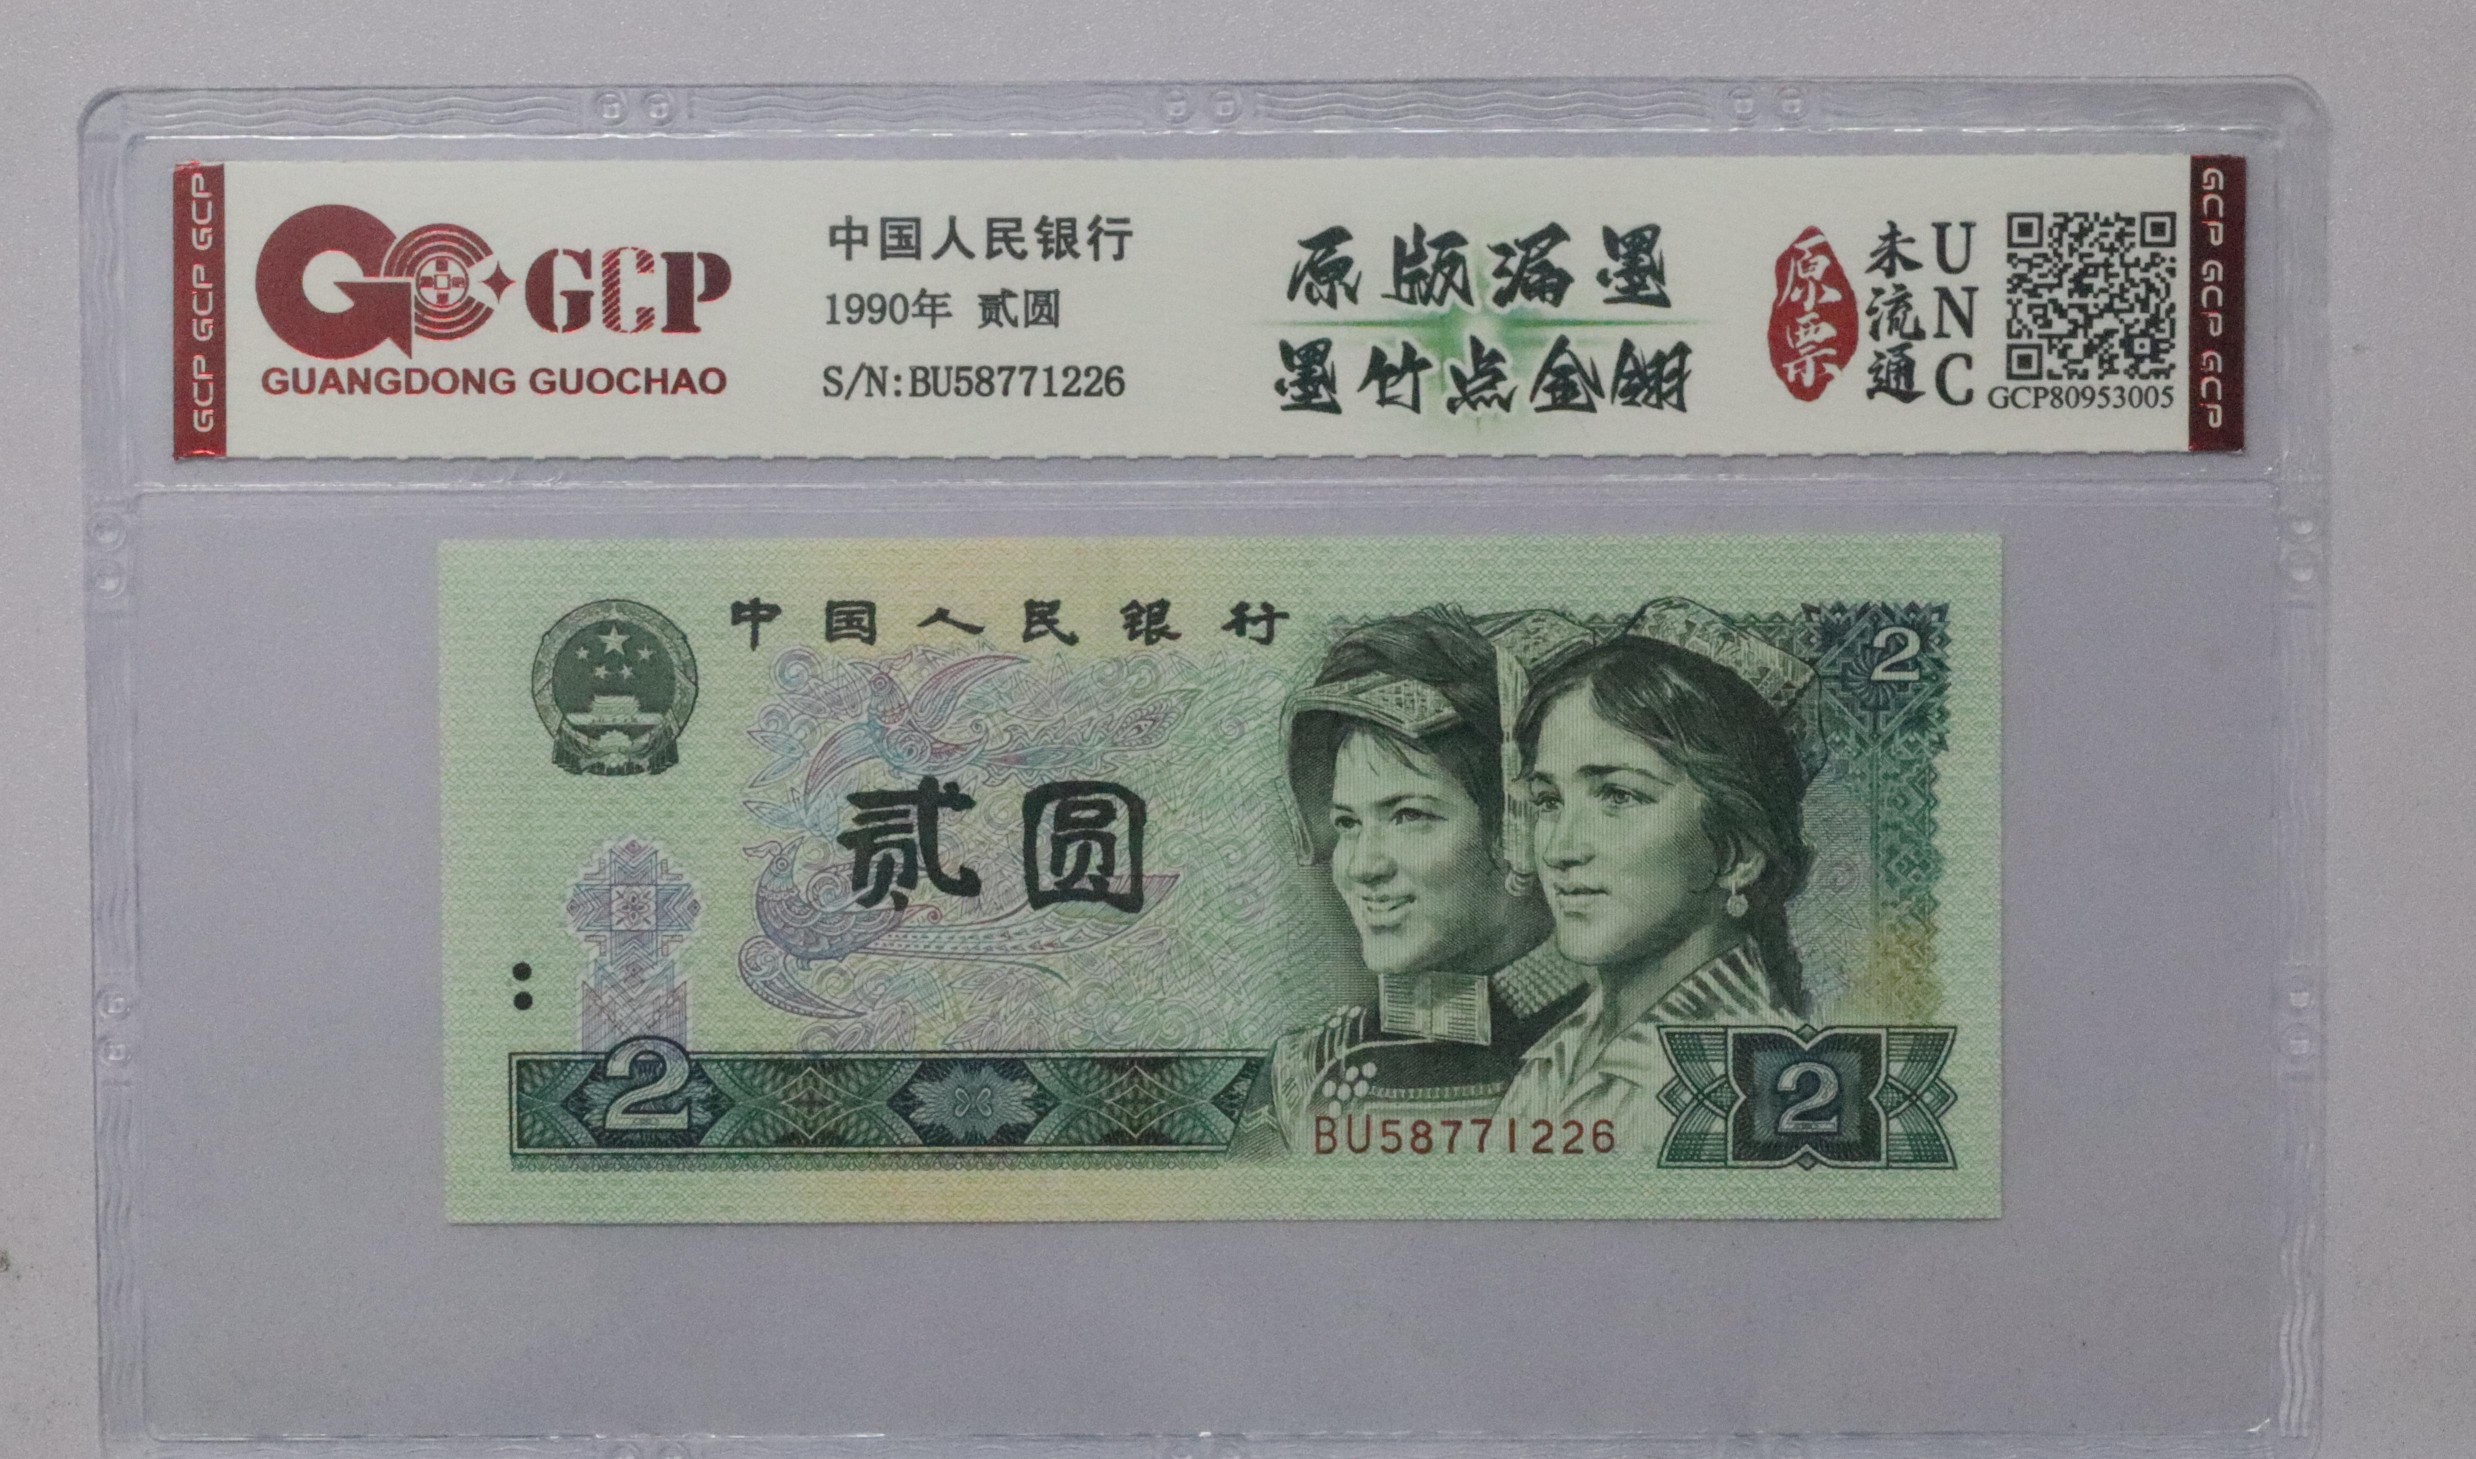 GCP GCP GCP
GCP
GUANGDONG GUOCHAO
中国人民银行
1990年 贰圆
S/N:BU58771226
原版漏墨
墨竹点金翅
原票
未流通
UNC
GCP80953005
GCP GCP GCP
中国人民银行
2
贰圆
2
2
BU58771226